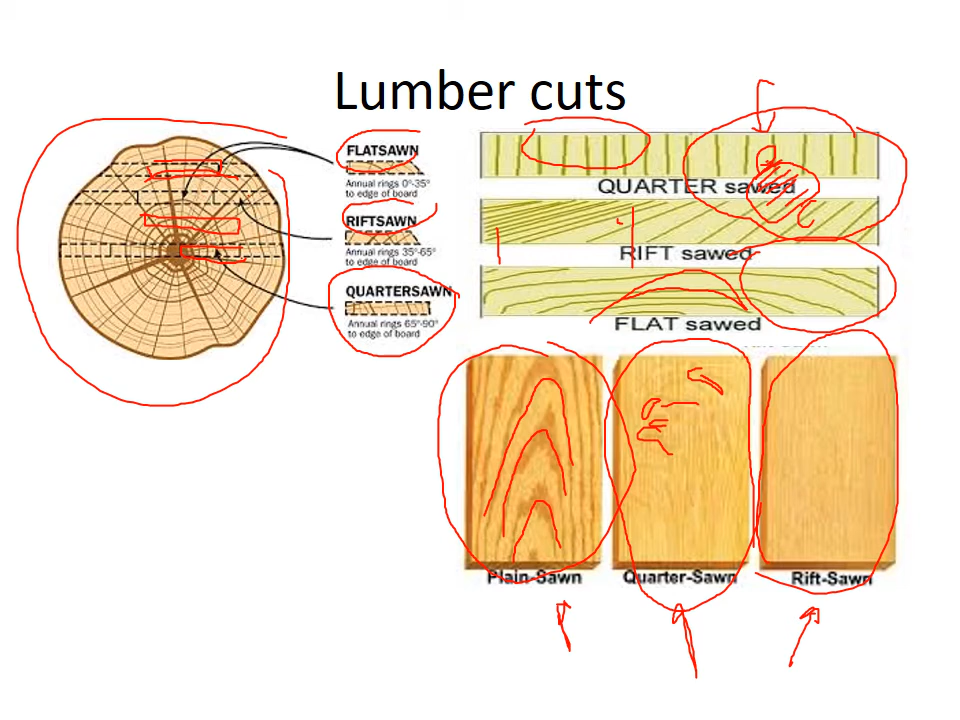 Lumber cuts
FLATSAWN
Annual rings 0°-35°
to edge of board
RIFTSAWN
Annual rings 35°-65°
to edge of board
QUARTERSAWN
Annual rings 65°-90°
to edge of board
QUARTER sawed
RIFT sawed
FLAT sawed
Plain-Sawn
Quarter-Sawn
Rift-Sawn